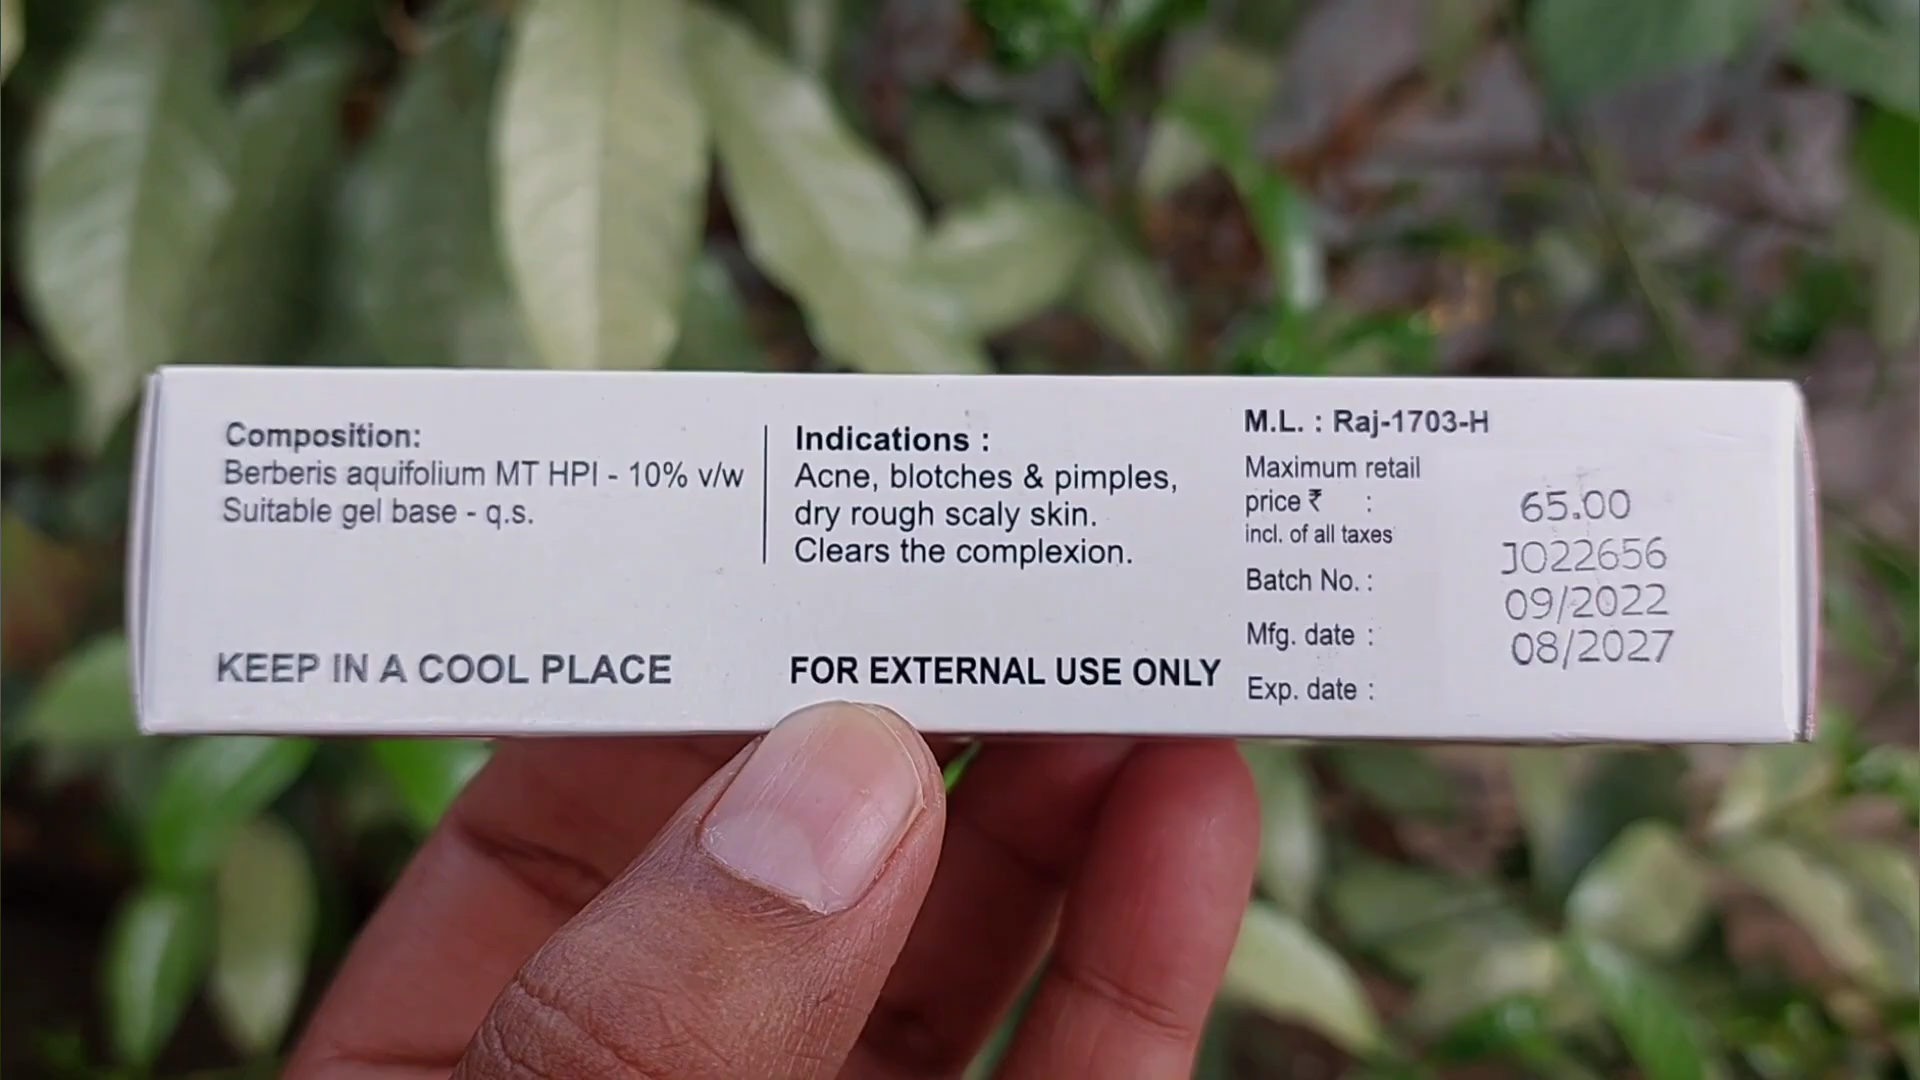 Composition:
Berberis aquifolium MT HPI - 10% v/w
Suitable gel base - q.s.
KEEP IN A COOL PLACE
Indications :
Acne, blotches & pimples,
dry rough scaly skin.
Clears the complexion.
FOR EXTERNAL USE ONLY
M.L. : Raj-1703-H
Maximum retail
price ₹ :
incl. of all taxes
Batch No. :
Mfg. date :
Exp. date :
65.00
JO22656
09/2022
08/2027